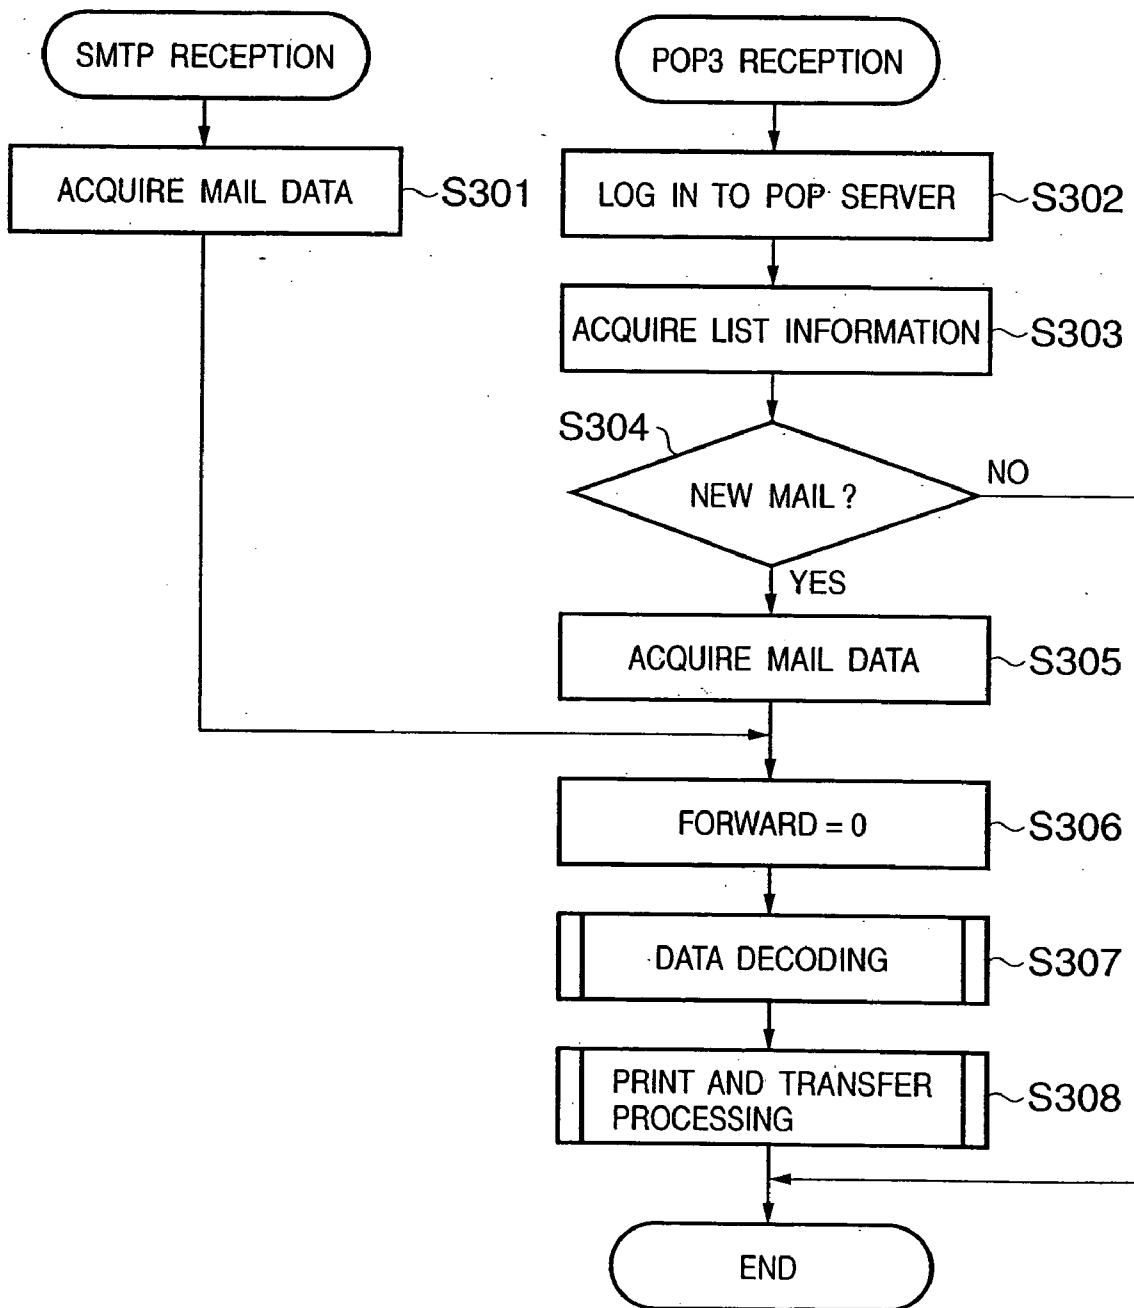 SMTP RECEPTION
ACQUIRE MAIL DATA
S301
POP3 RECEPTION
LOG IN TO POP SERVER
S302
ACQUIRE LIST INFORMATION
S303
S304
NEW MAIL?
NO
YES
ACQUIRE MAIL DATA
S305
FORWARD = 0
S306
DATA DECODING
S307
PRINT AND TRANSFER
PROCESSING
S308
END